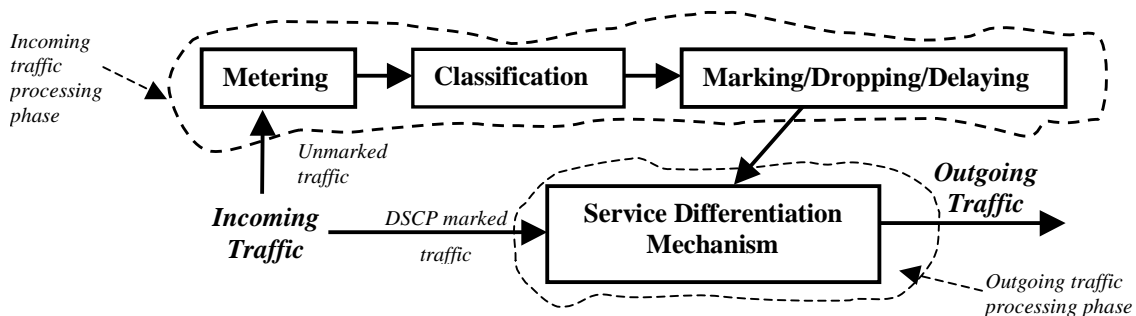 Incoming
traffic
processing
phase
Metering
Classification
Marking/Dropping/Delaying
Unmarked
traffic
Incoming
Traffic
DSCP marked
traffic
Service Differentiation
Mechanism
Outgoing
Traffic
Outgoing traffic
processing phase